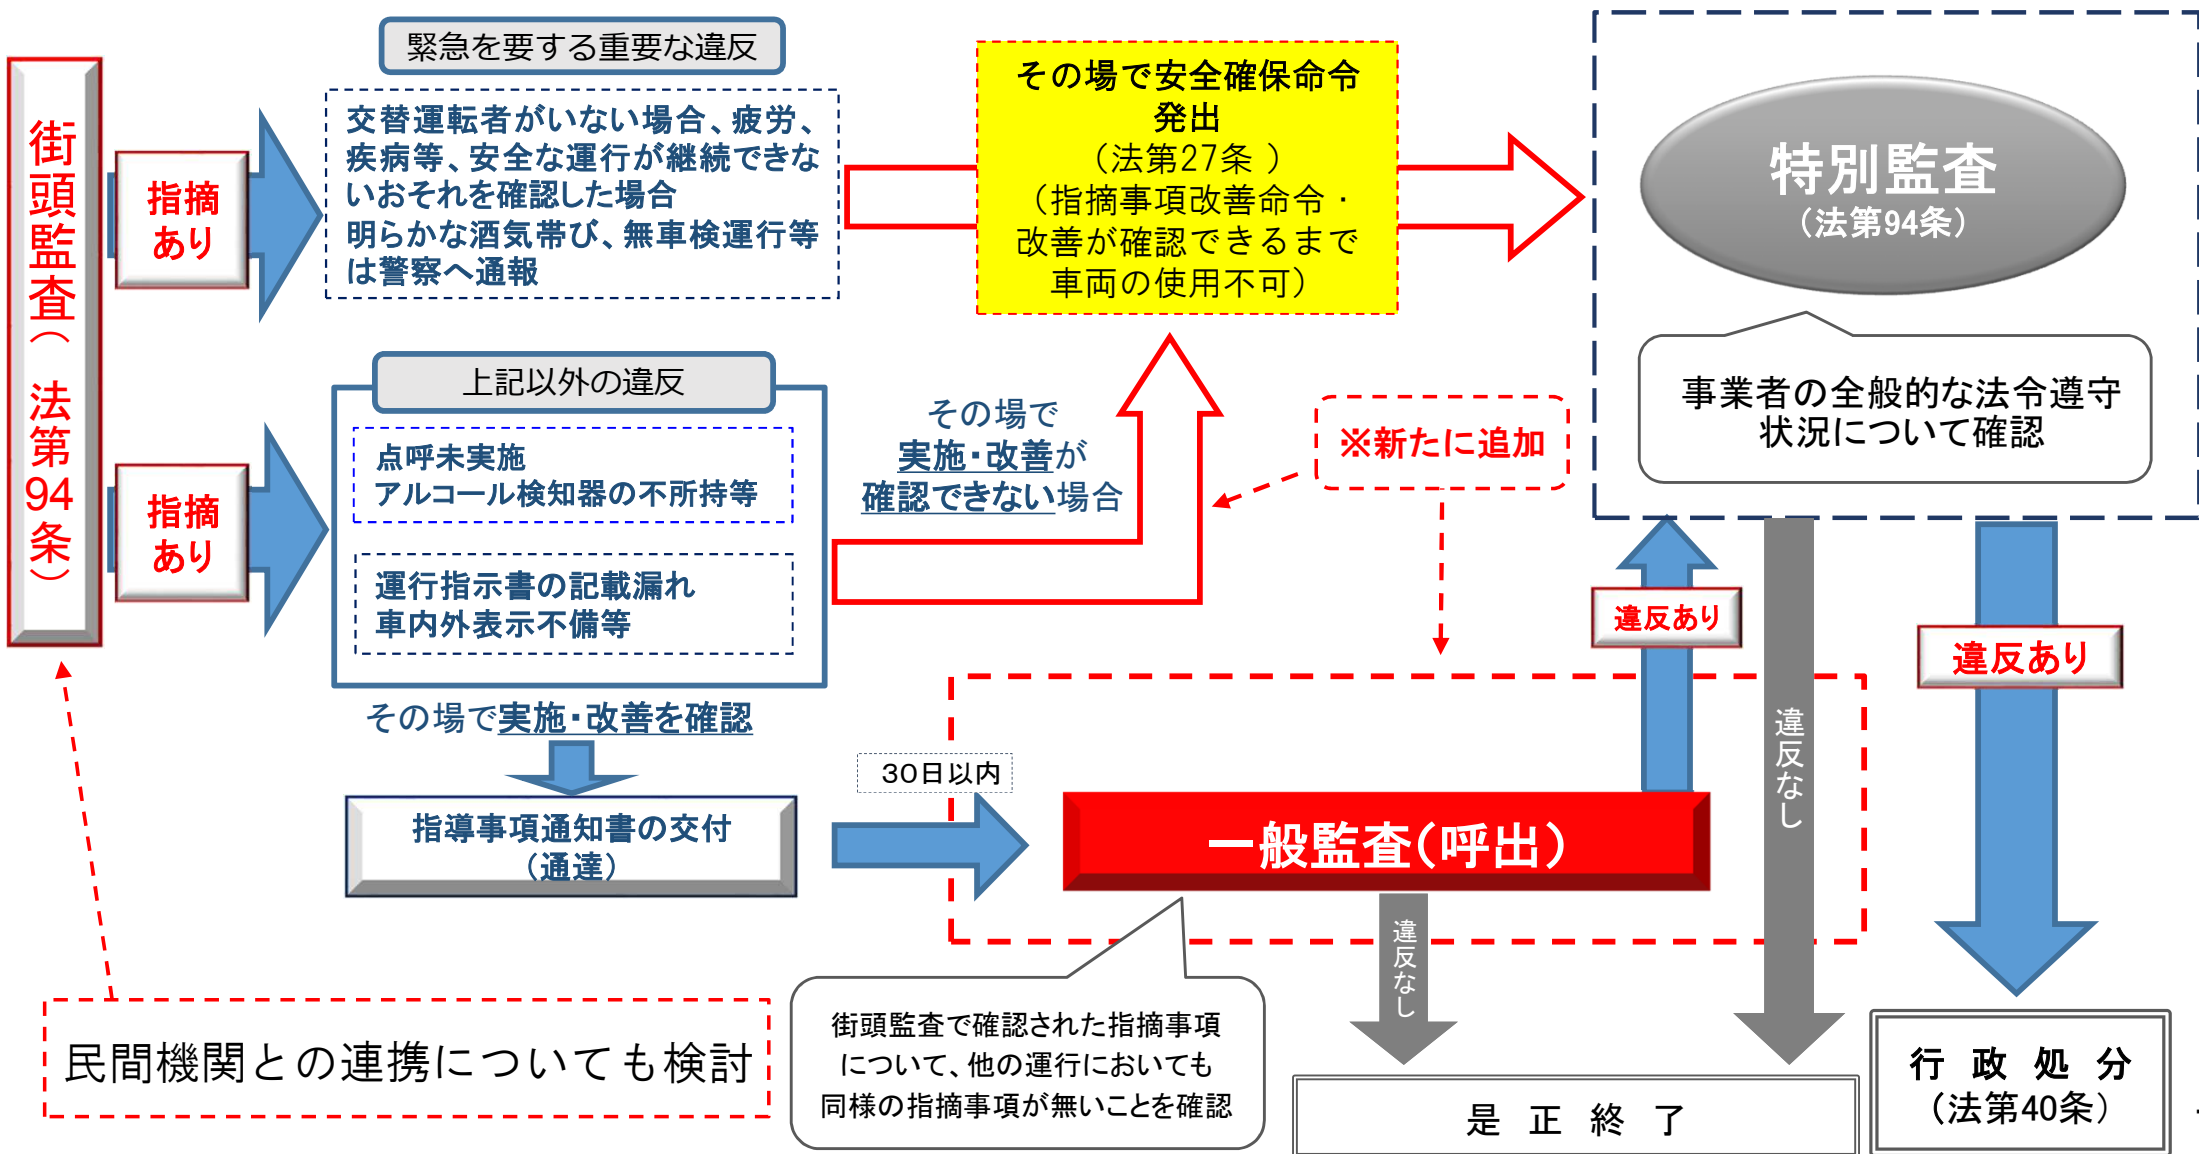 街頭監査(法第94条)
指摘
あり
緊急を要する重要な違反
交替運転者がいない場合、疲労、
疾病等、安全な運行が継続できな
いおそれを確認した場合
明らかな酒気帯び、無車検運行等
は警察へ通報
その場で安全確保命令
発出
(法第27条 )
(指摘事項改善命令・
改善が確認できるまで
車両の使用不可)
特別監査
(法第94条)
事業者の全般的な法令遵守
状況について確認
指摘
あり
上記以外の違反
点呼未実施
アルコール検知器の不所持等
運行指示書の記載漏れ
車内外表示不備等
その場で
実施・改善が
確認できない場合
※新たに追加
その場で実施・改善を確認
指導事項通知書の交付
(通達)
30日以内
一般監査(呼出)
違反あり
違反なし
違反あり
違反なし
街頭監査で確認された指摘事項
について、他の運行においても
同様の指摘事項が無いことを確認
民間機関との連携についても検討
是 正 終 了
行 政 処 分
(法第40条)